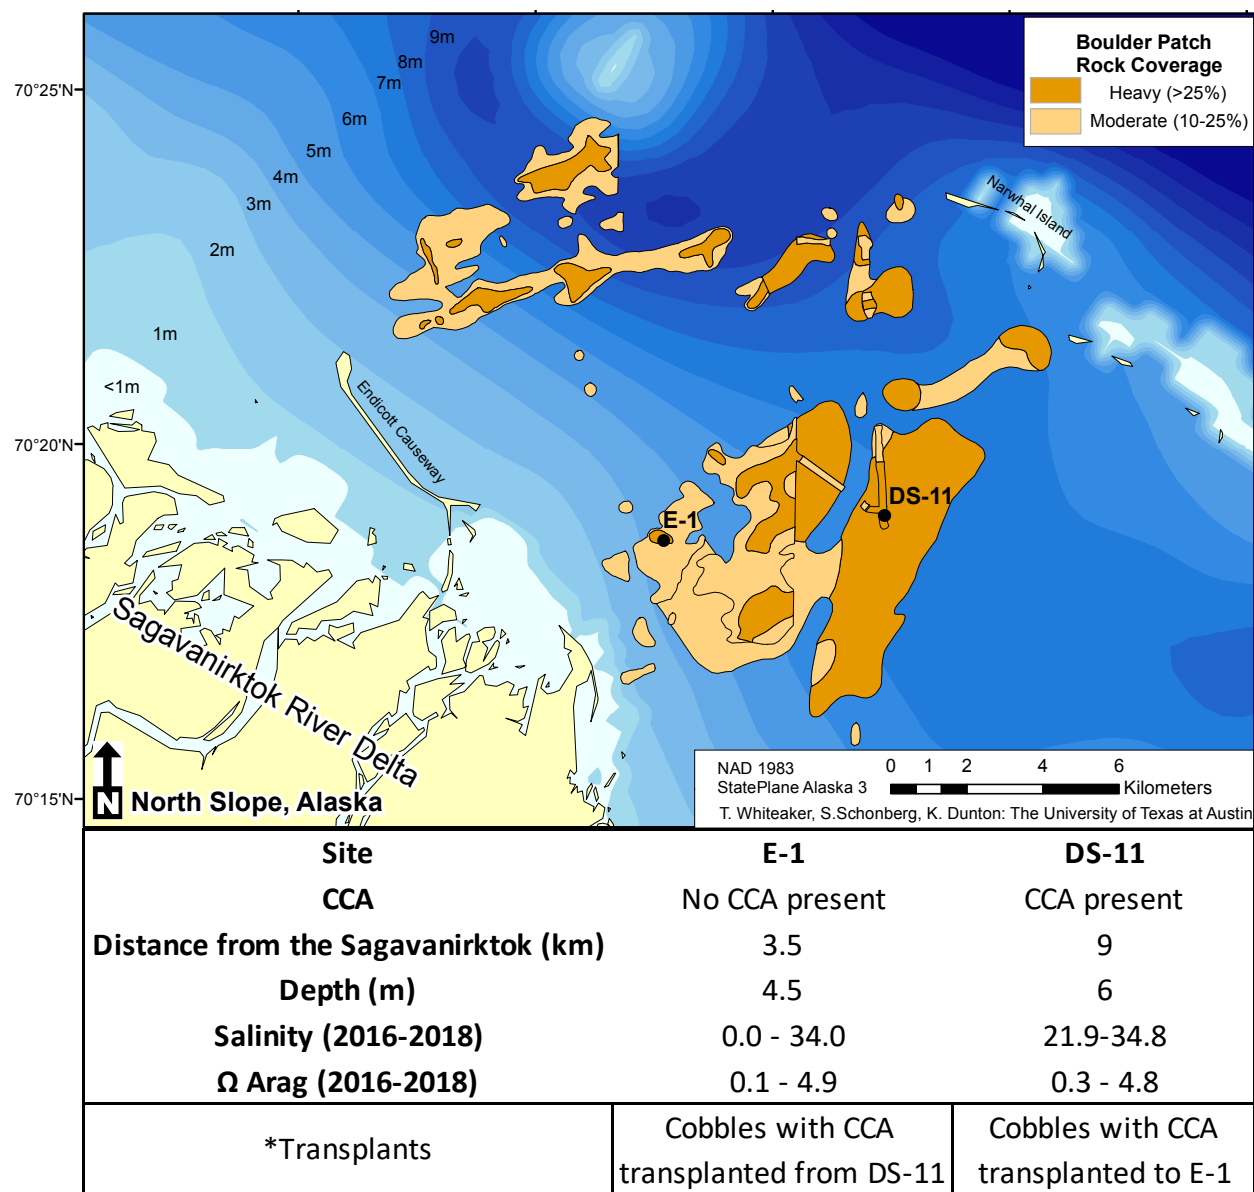 9m
8m
7m
6m
5m
4m
3m
2m
1m
<1m
70°25'N
70°20'N
70°15'N
Boulder Patch
Rock Coverage
Heavy (>25%)
Moderate (10-25%)
Narwhal Island
Endicott Causeway
E-1
DS-11
Sagavanirktok River Delta
N
North Slope, Alaska
NAD 1983
StatePlane Alaska 3
0 1 2 4 6
Kilometers
T. Whiteaker, S.Schonberg, K. Dunton: The University of Texas at Austin
Site E-1 DS-11
CCA No CCA present CCA present
Distance from the Sagavanirktok (km) 3.5 9
Depth (m) 4.5 6
Salinity (2016-2018) 0.0 - 34.0 21.9-34.8
Ω Arag (2016-2018) 0.1 - 4.9 0.3 - 4.8
*Transplants
Cobbles with CCA
transplanted from DS-11
Cobbles with CCA
transplanted to E-1